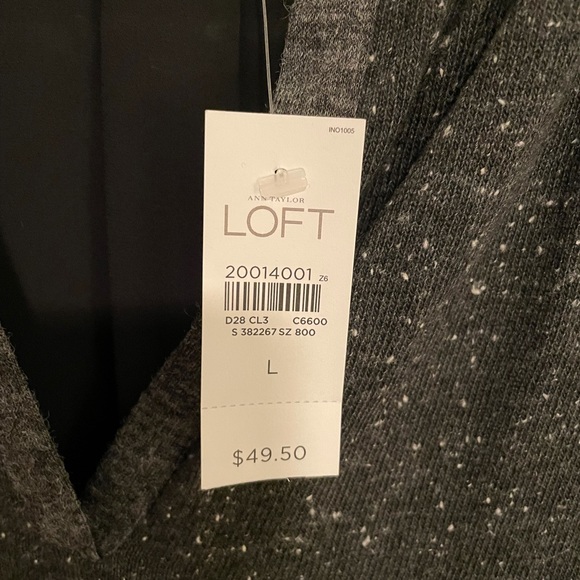 INO1005
ANN TAYLOR
LOFT
20014001 Z6
D28 CL3 C6600
S 382267 SZ 800
L
$49.50